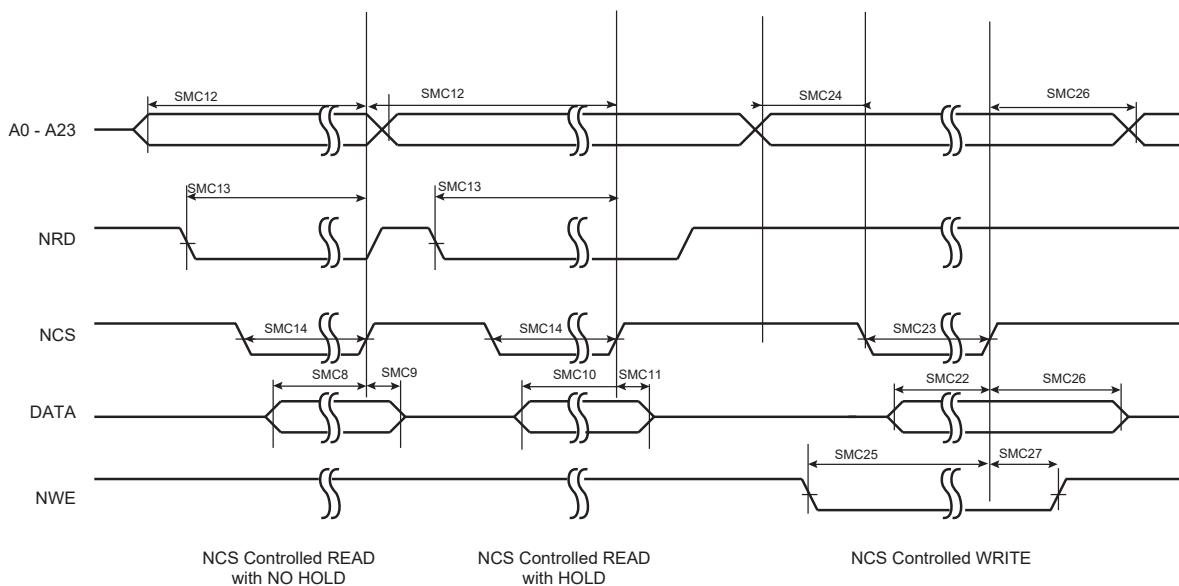 SMC12
SMC12
SMC24
SMC26
A0 - A23
SMC13
SMC13
NRD
NCS
SMC14
SMC14
SMC23
SMC8
SMC9
SMC10
SMC11
SMC22
SMC26
DATA
SMC25
SMC27
NWE
NCS Controlled READ
with NO HOLD
NCS Controlled READ
with HOLD
NCS Controlled WRITE